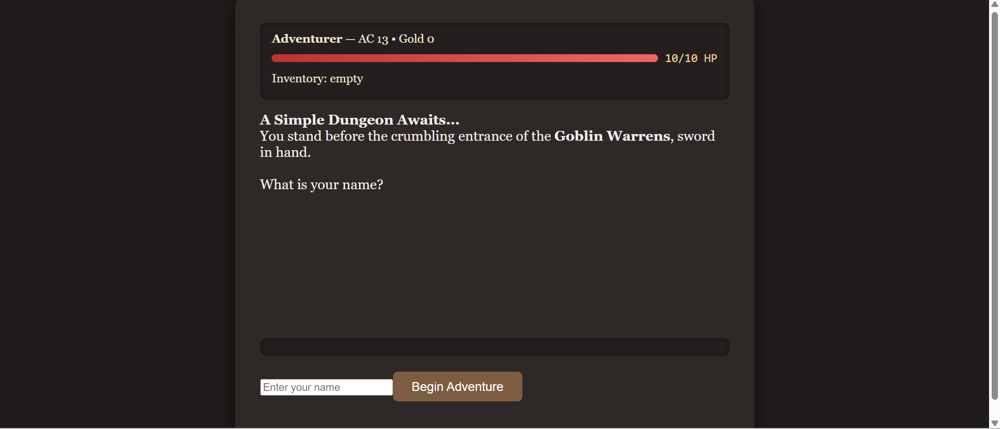 Adventurer — AC 13 • Gold 0
10/10 HP
Inventory: empty
A Simple Dungeon Awaits...
You stand before the crumbling entrance of the Goblin Warrens, sword
in hand.
What is your name?
Enter your name
Begin Adventure